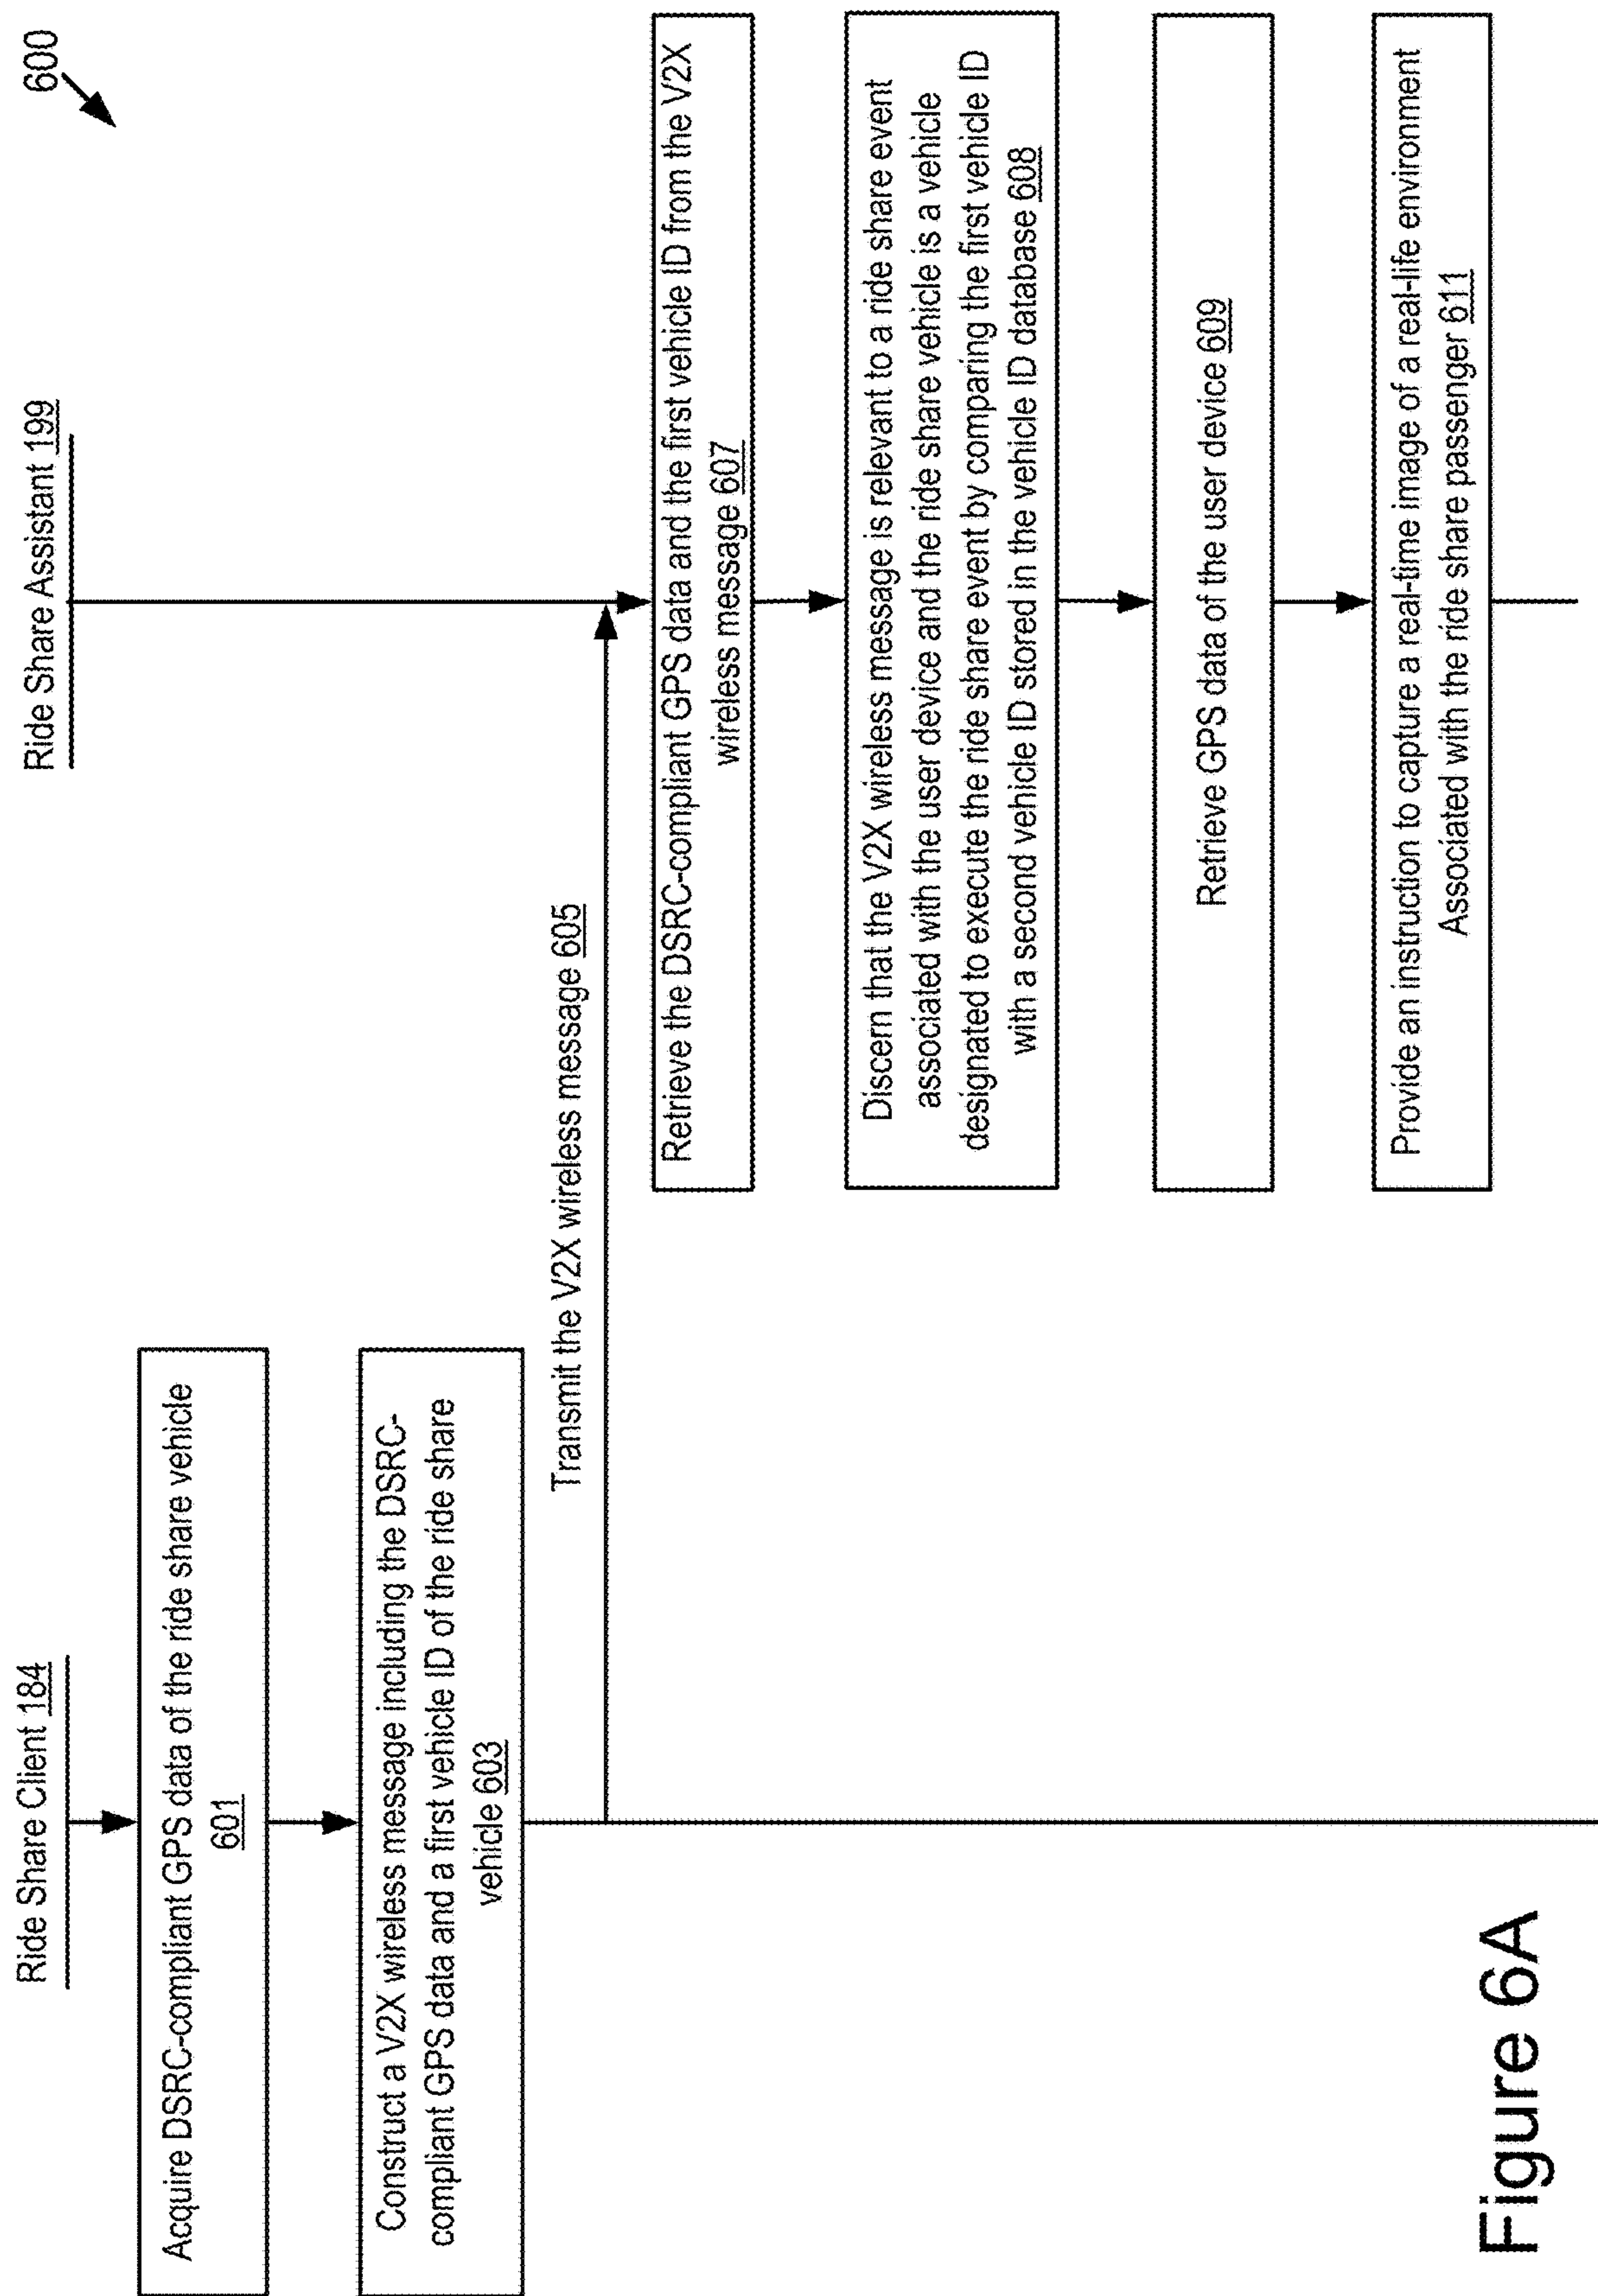 600
Ride Share Client 184
Ride Share Assistant 199
Acquire DSRC-compliant GPS data of the ride share vehicle
601
Construct a V2X wireless message including the DSRC-
compliant GPS data and a first vehicle ID of the ride share
vehicle 603
Transmit the V2X wireless message 605
Retrieve the DSRC-compliant GPS data and the first vehicle ID from the V2X
wireless message 607
Discern that the V2X wireless message is relevant to a ride share event
associated with the user device and the ride share vehicle is a vehicle
designated to execute the ride share event by comparing the first vehicle ID
with a second vehicle ID stored in the vehicle ID database 608
Retrieve GPS data of the user device 609
Provide an instruction to capture a real-time image of a real-life environment
Associated with the ride share passenger 611
Figure 6A